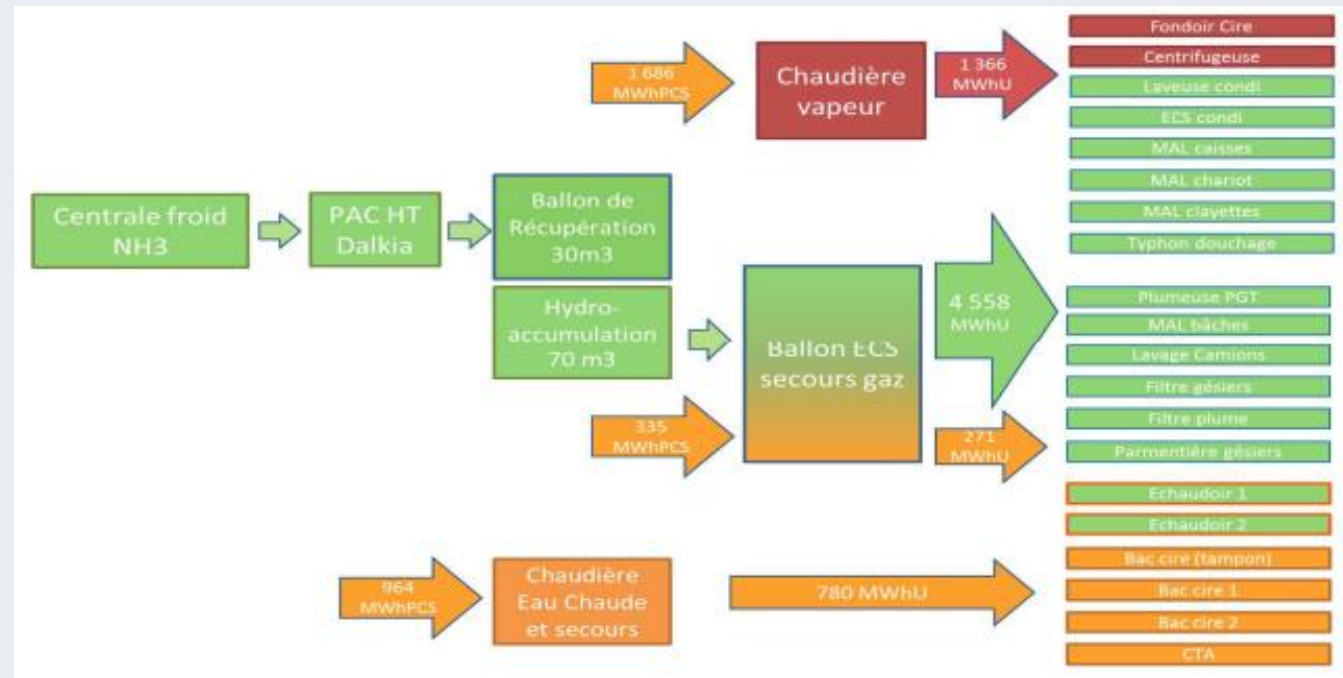 1 686
MWhPCS
Chaudière
vapeur
1 366
MWhU
Centrale froid
NH3
PAC HT
Dalkia
Ballon de
Récupération
30m3
Hydro-
accumulation
70 m3
335
MWhPCS
Ballon ECS
secours gaz
4 558
MWhU
271
MWhU
964
MWhPCS
Chaudière
Eau Chaude
et secours
780 MWhU
Fondoir Cire
Centrifugeuse
Laveuse condi
ECS condi
MAL caisses
MAL chariot
MAL clayettes
Typhon douchage
Plumeuse PGT
MAL bâches
Lavage Camions
Filtre gésiers
Filtre plume
Parmentière gésiers
Echaudoir 1
Echaudoir 2
Bac cire (tampon)
Bac cire 1
Bac cire 2
CTA